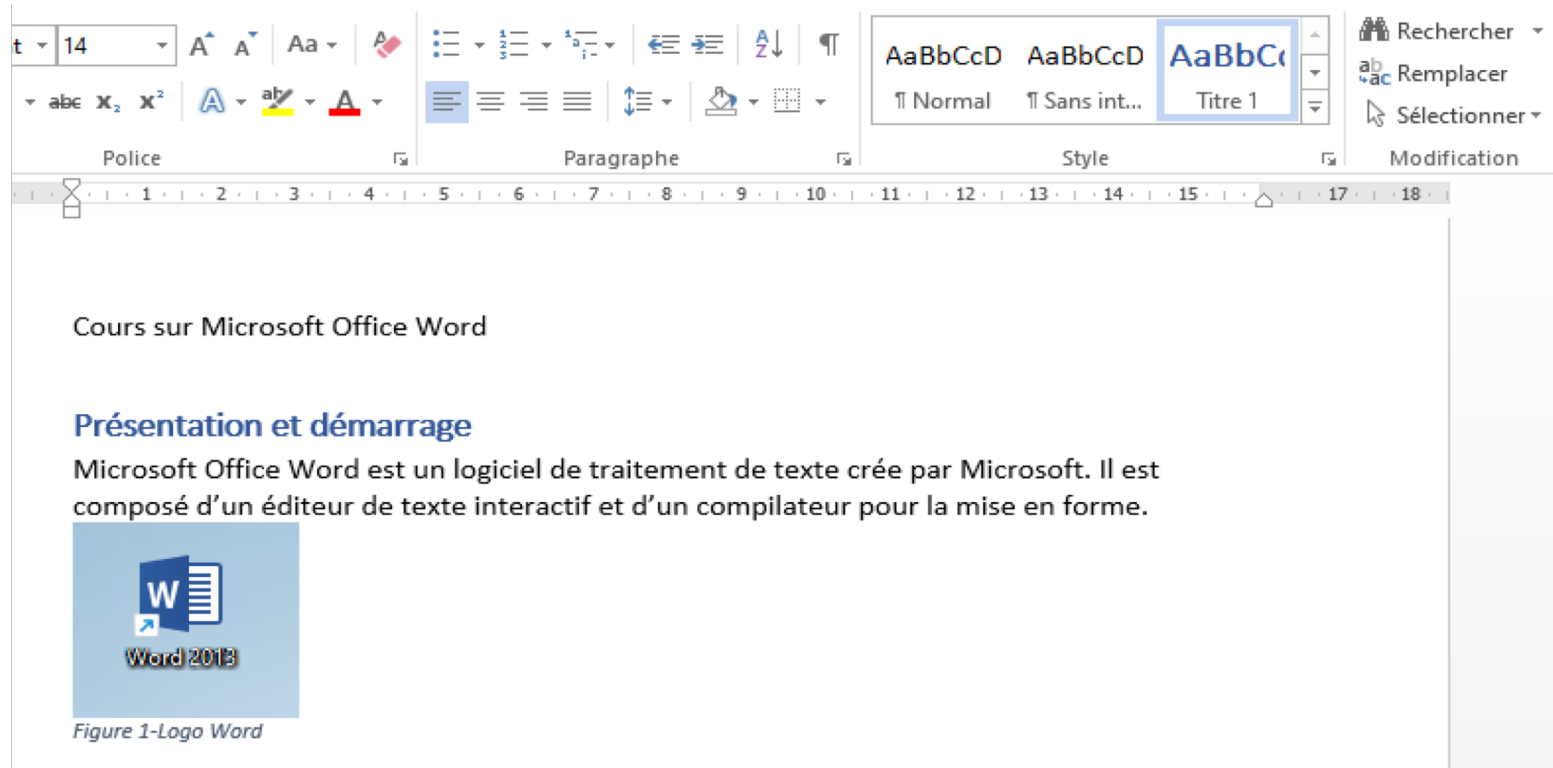 t 14 A A Aa A Z ¶ AaBbCcD AaBbCcD AaBbC Rechercher
abc Remplacer
abc X₂ X² A ab A ¶ Normal ¶ Sans int... Titre 1 Sélectionner
Police Paragraphe Style Modification
1 2 3 4 5 6 7 8 9 10 11 12 13 14 15 17 18
Cours sur Microsoft Office Word
Présentation et démarrage
Microsoft Office Word est un logiciel de traitement de texte crée par Microsoft. Il est
composé d’un éditeur de texte interactif et d’un compilateur pour la mise en forme.
W
Word 2013
Figure 1-Logo Word